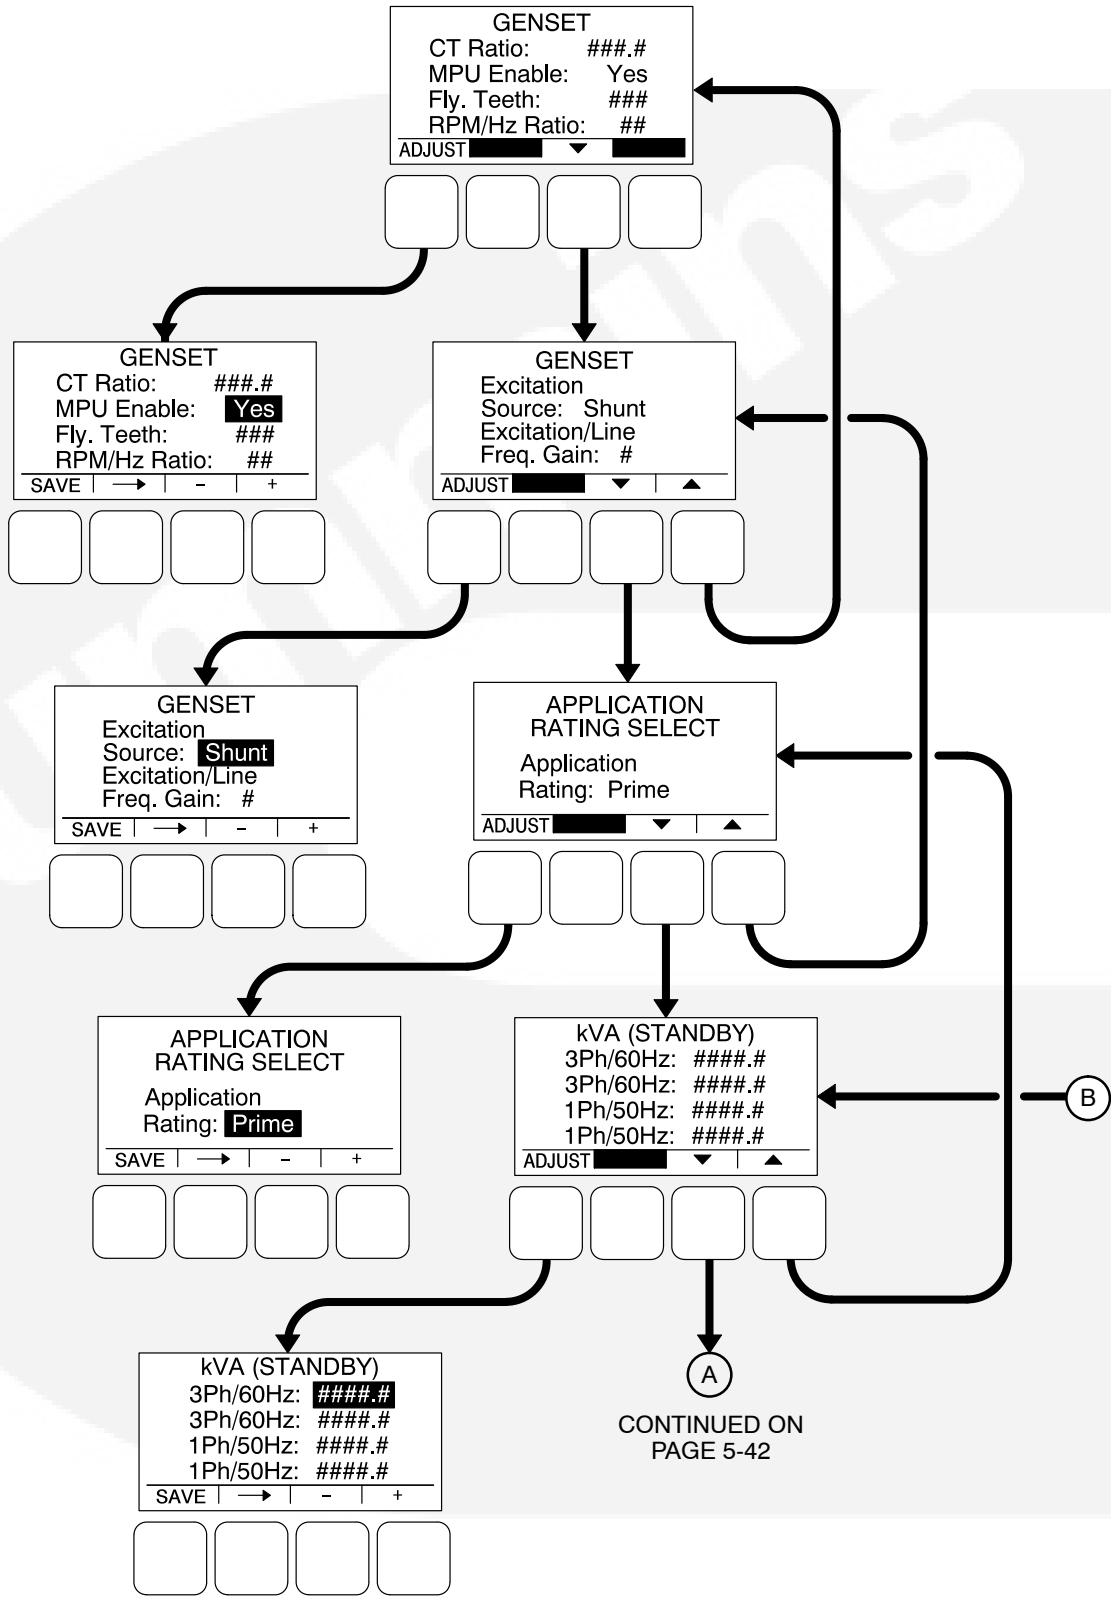 GENSET
CT Ratio: ###.#
MPU Enable: Yes
Fly. Teeth: ###
RPM/Hz Ratio: ##
ADJUST
GENSET
CT Ratio: ###.#
MPU Enable: Yes
Fly. Teeth: ###
RPM/Hz Ratio: ##
SAVE - +
GENSET
Excitation
Source: Shunt
Excitation/Line
Freq. Gain: #
ADJUST
GENSET
Excitation
Source: Shunt
Excitation/Line
Freq. Gain: #
SAVE - +
APPLICATION
RATING SELECT
Application
Rating: Prime
ADJUST
APPLICATION
RATING SELECT
Application
Rating: Prime
SAVE - +
kVA (STANDBY)
3Ph/60Hz: ####.#
3Ph/60Hz: ####.#
1Ph/50Hz: ####.#
1Ph/50Hz: ####.#
ADJUST
B
kVA (STANDBY)
3Ph/60Hz: ####.#
3Ph/60Hz: ####.#
1Ph/50Hz: ####.#
1Ph/50Hz: ####.#
SAVE - +
A
CONTINUED ON
PAGE 5-42